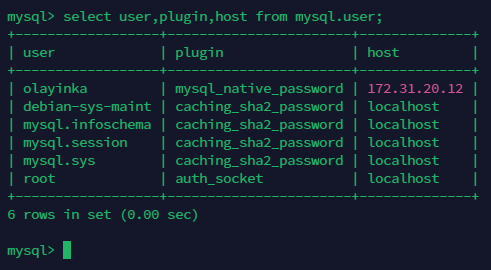 mysql> select user,plugin,host from mysql.user;
+------------------+-----------------------+--------------+
| user             | plugin                | host         |
+------------------+-----------------------+--------------+
| olayinka         | mysql_native_password | 172.31.20.12 |
| debian-sys-maint | caching_sha2_password | localhost    |
| mysql.infoschema | caching_sha2_password | localhost    |
| mysql.session    | caching_sha2_password | localhost    |
| mysql.sys        | caching_sha2_password | localhost    |
| root             | auth_socket           | localhost    |
+------------------+-----------------------+--------------+
6 rows in set (0.00 sec)
mysql>